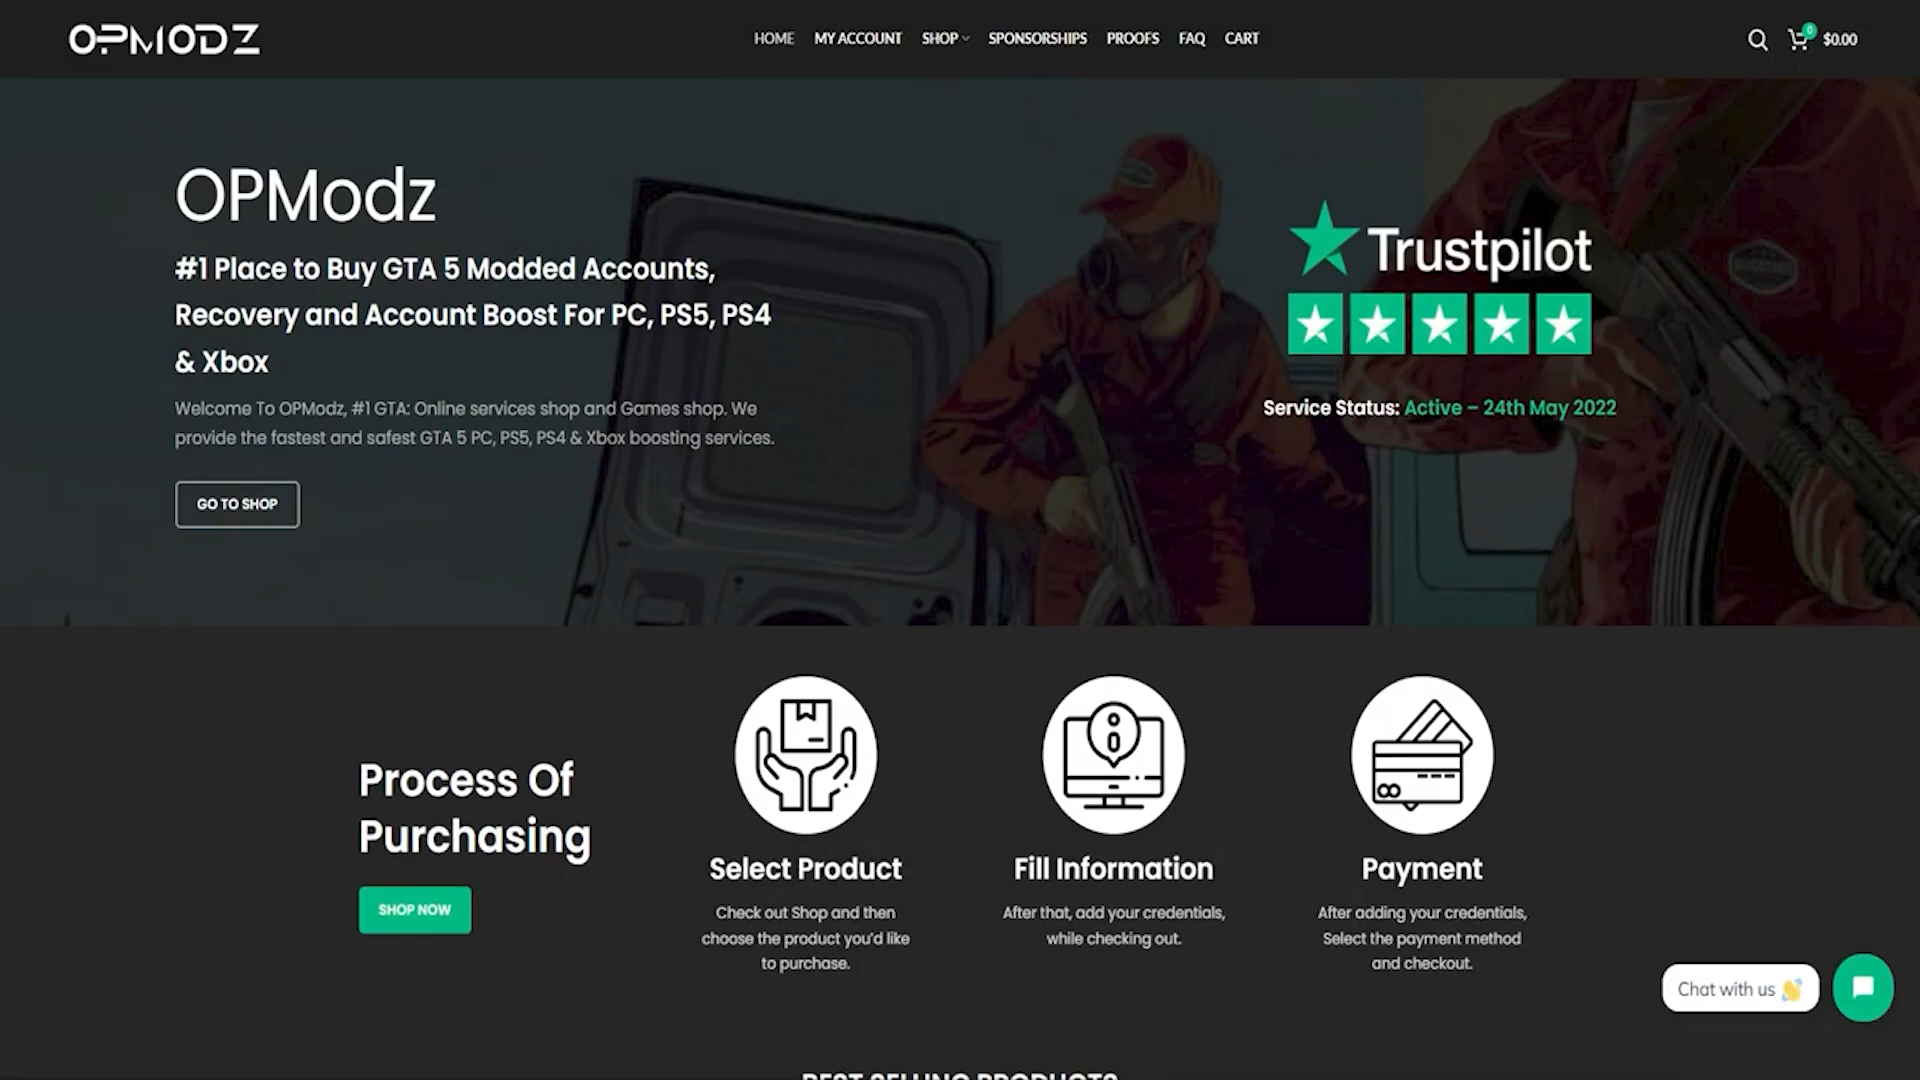 OPMODZ
HOME MY ACCOUNT SHOP SPONSORSHIPS PROOFS FAQ CART
0
$0.00
OPModz
#1 Place to Buy GTA 5 Modded Accounts,
Recovery and Account Boost For PC, PS5, PS4
& Xbox
Welcome To OPModz, #1 GTA: Online services shop and Games shop. We
provide the fastest and safest GTA 5 PC, PS5, PS4 & Xbox boosting services.
GO TO SHOP
Trustpilot
Service Status: Active – 24th May 2022
Process Of
Purchasing
SHOP NOW
Select Product
Check out Shop and then
choose the product you'd like
to purchase.
Fill Information
After that, add your credentials,
while checking out.
Payment
After adding your credentials,
Select the payment method
and checkout.
Chat with us 👋
BEST SELLING PRODUCTS